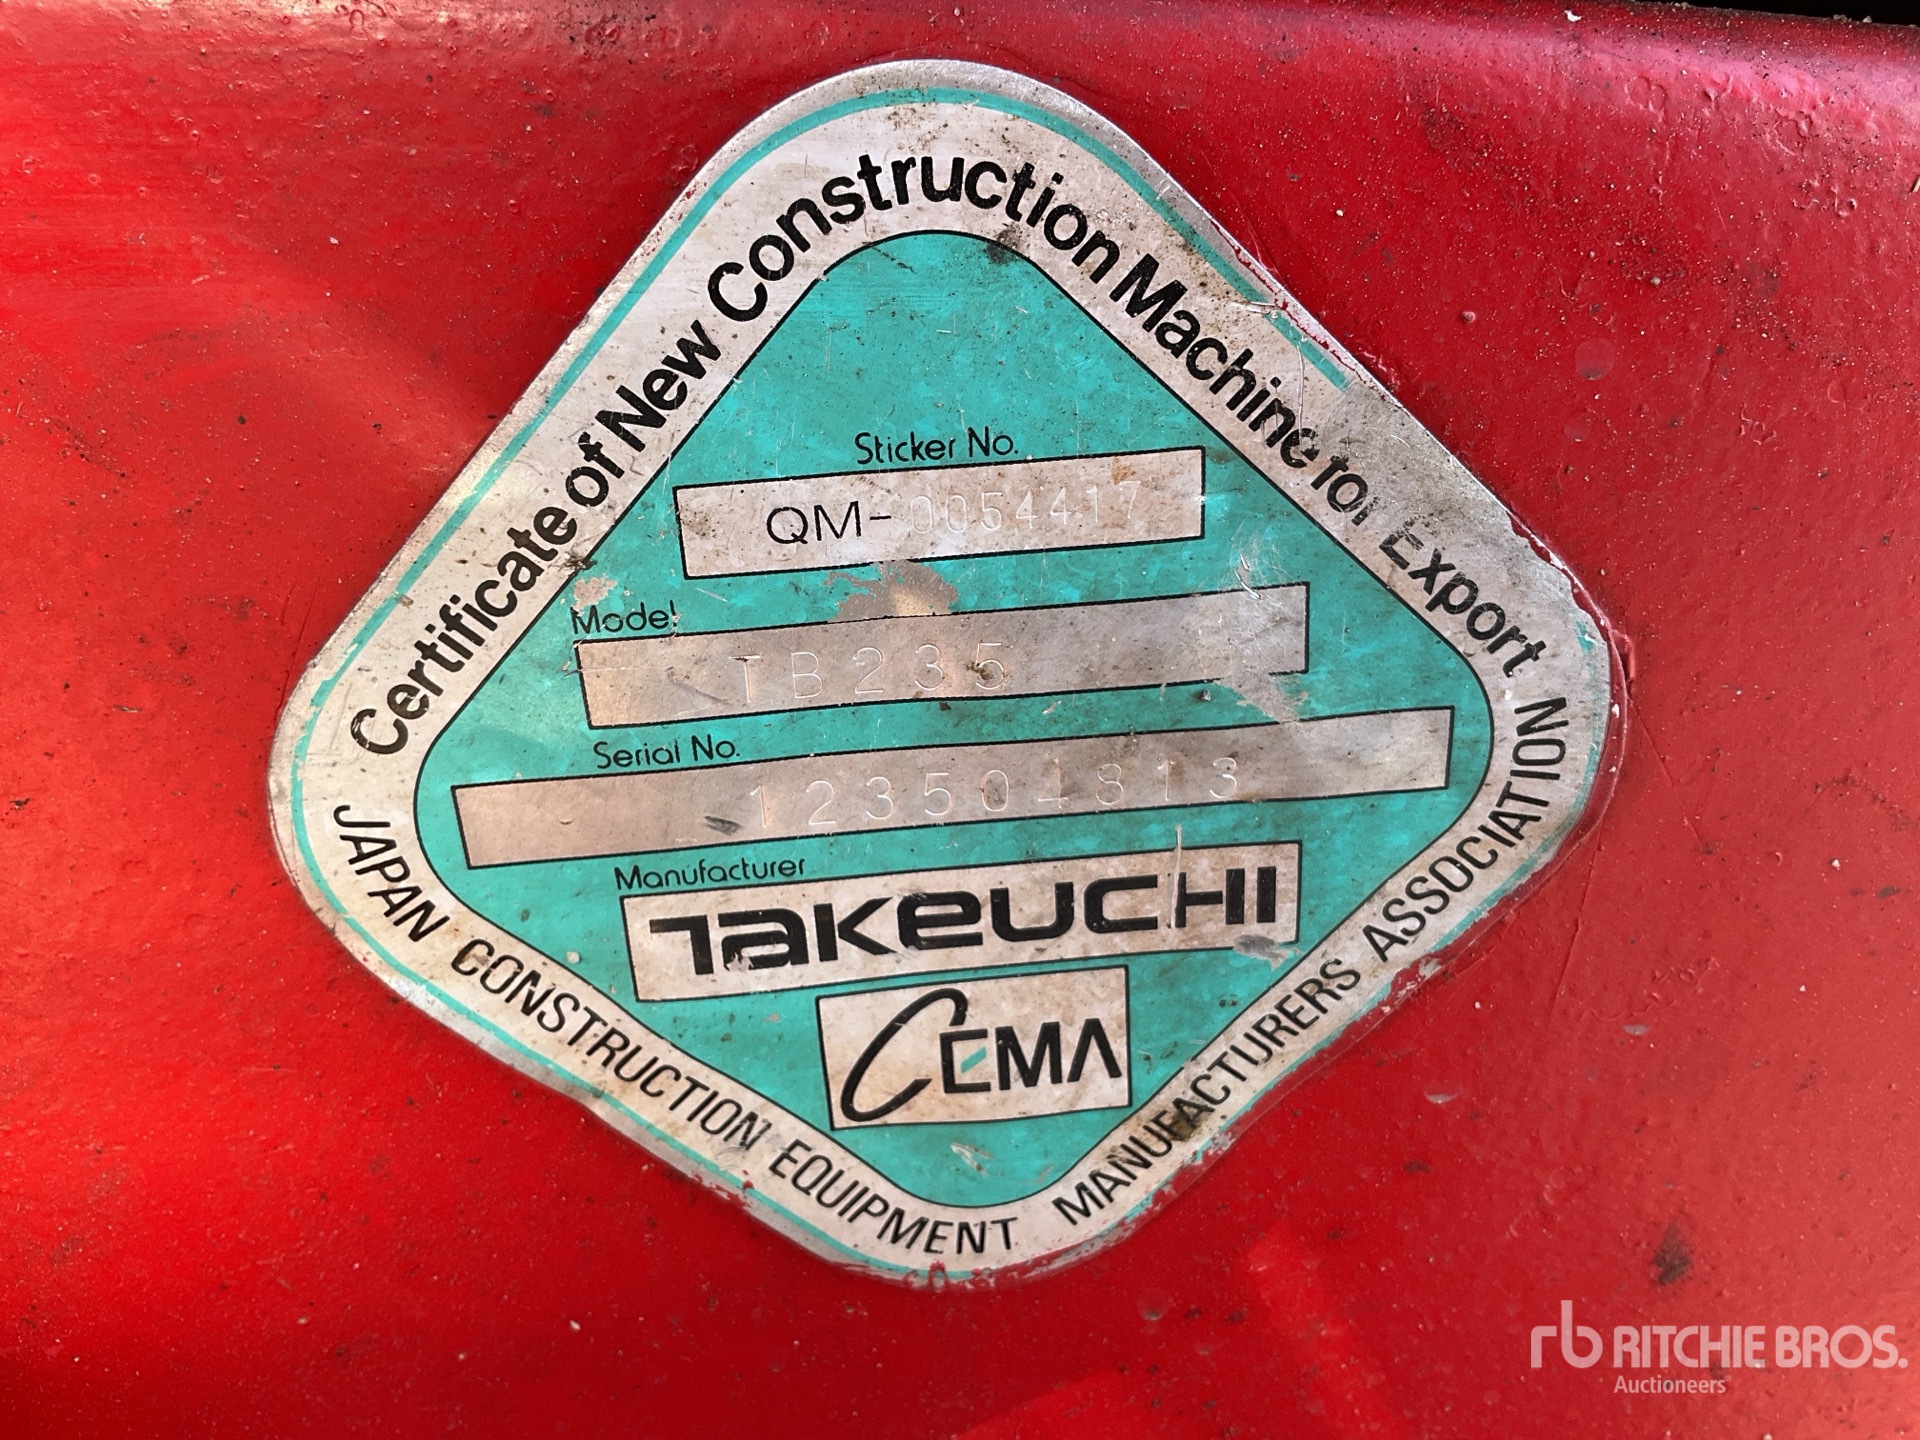 Certificate of New Construction Machine for Export
Sticker No.
QM-0054417
Model
TB235
Serial No.
123504813
Manufacturer
TAKEUCHI
CEMA
JAPAN CONSTRUCTION EQUIPMENT MANUFACTURERS ASSOCIATION
rb RITCHIE BROS.
Auctioneers